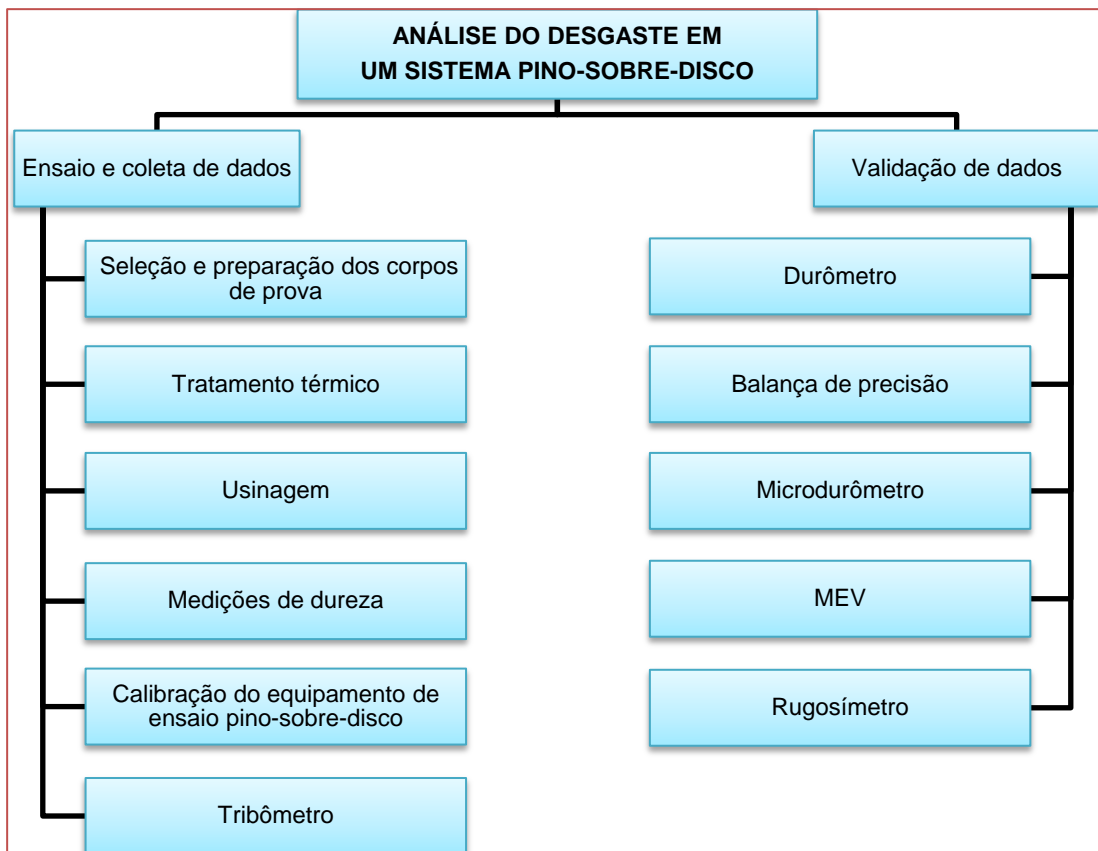 ANÁLISE DO DESGASTE EM
UM SISTEMA PINO-SOBRE-DISCO
Ensaio e coleta de dados
Validação de dados
Seleção e preparação dos corpos
de prova
Tratamento térmico
Usinagem
Medições de dureza
Calibração do equipamento de
ensaio pino-sobre-disco
Tribômetro
Durômetro
Balança de precisão
Microdurômetro
MEV
Rugosímetro